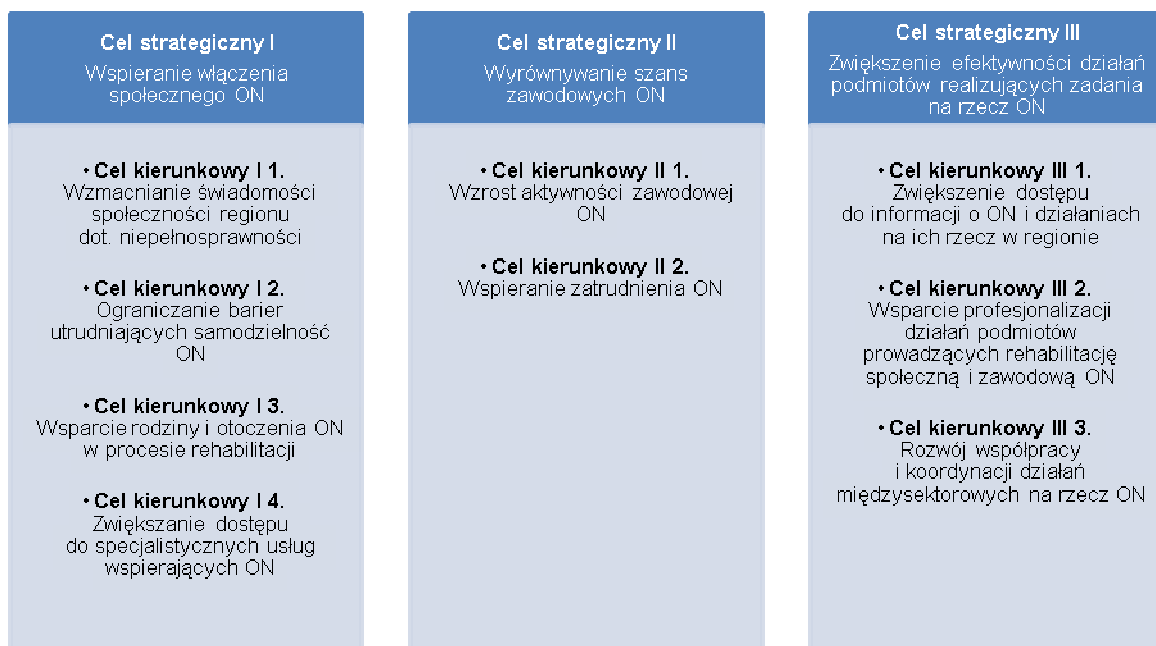 Cel strategiczny I
Wspieranie włączenia
społecznego ON
• Cel kierunkowy I 1.
Wzmacnianie świadomości
społeczności regionu
dot. niepełnosprawności
• Cel kierunkowy I 2.
Ograniczanie barier
utrudniających samodzielność
ON
• Cel kierunkowy I 3.
Wsparcie rodziny i otoczenia ON
w procesie rehabilitacji
• Cel kierunkowy I 4.
Zwiększanie dostępu
do specjalistycznych usług
wspierających ON
Cel strategiczny II
Wyrównywanie szans
zawodowych ON
• Cel kierunkowy II 1.
Wzrost aktywności zawodowej
ON
• Cel kierunkowy II 2.
Wspieranie zatrudnienia ON
Cel strategiczny III
Zwiększenie efektywności działań
podmiotów realizujących zadania
na rzecz ON
• Cel kierunkowy III 1.
Zwiększenie dostępu
do informacji o ON i działaniach
na ich rzecz w regionie
• Cel kierunkowy III 2.
Wsparcie profesjonalizacji
działań podmiotów
prowadzących rehabilitację
społeczną i zawodową ON
• Cel kierunkowy III 3.
Rozwój współpracy
i koordynacji działań
międzysektorowych na rzecz ON